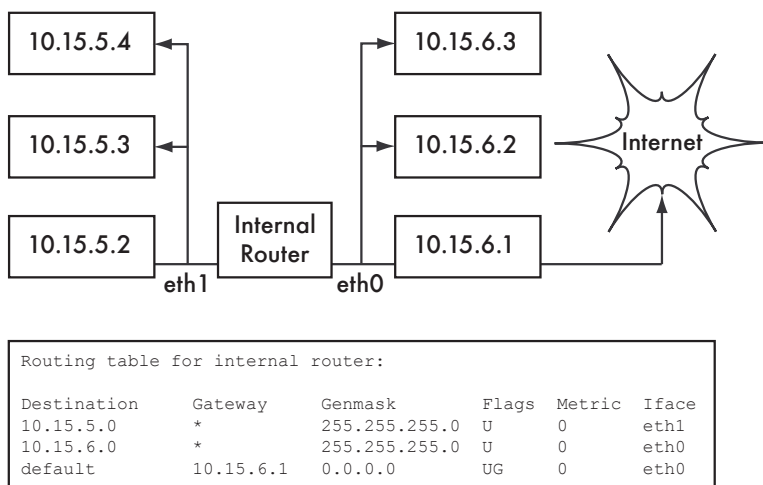 10.15.5.4
10.15.6.3
10.15.5.3
10.15.6.2
Internet
10.15.5.2
Internal
Router
10.15.6.1
eth1
eth0
Routing table for internal router:
Destination Gateway Genmask Flags Metric Iface
10.15.5.0 * 255.255.255.0 U 0 eth1
10.15.6.0 * 255.255.255.0 U 0 eth0
default 10.15.6.1 0.0.0.0 UG 0 eth0